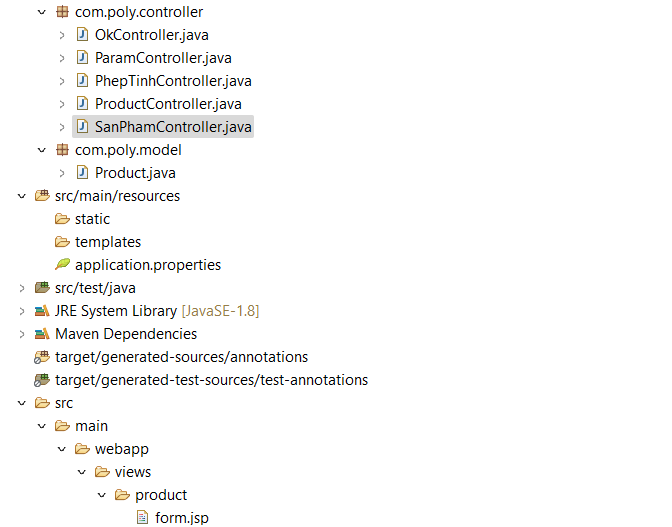 com.poly.controller
OkController.java
ParamController.java
PhepTinhController.java
ProductController.java
SanPhamController.java
com.poly.model
Product.java
src/main/resources
static
templates
application.properties
src/test/java
JRE System Library [JavaSE-1.8]
Maven Dependencies
target/generated-sources/annotations
target/generated-test-sources/test-annotations
src
main
webapp
views
product
form.jsp